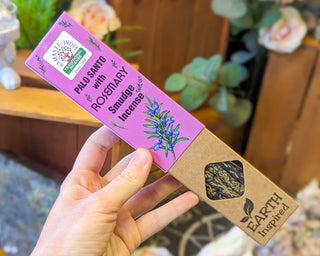 PALO SANTO
with
ROSEMARY
Smudge
Incense
EARTH
Inspired